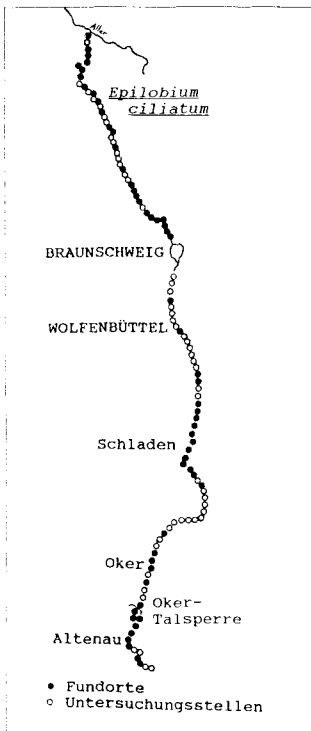 Aller
Epilobium
ciliatum
BRAUNSCHWEIG
WOLFENBÜTTEL
Schladen
Oker
Oker-
Talsperre
Altenau
● Fundorte
○ Untersuchungsstellen